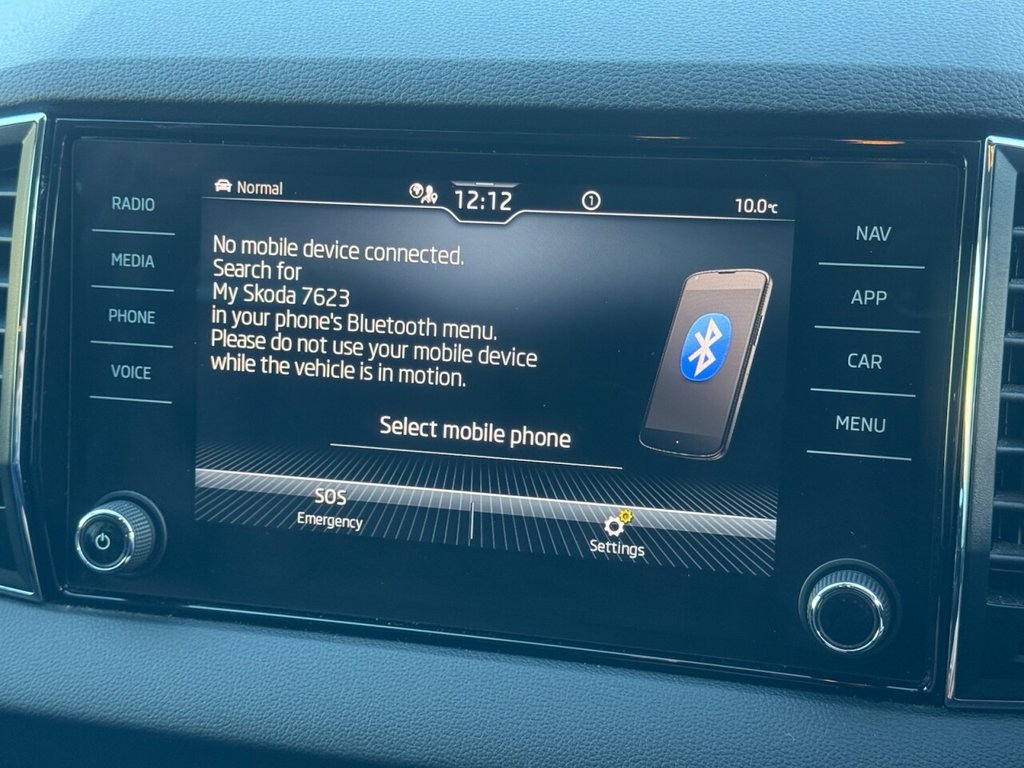 Normal 12:12 1 10.0°C
RADIO
MEDIA
PHONE
VOICE
No mobile device connected.
Search for
My Skoda 7623
in your phone's Bluetooth menu.
Please do not use your mobile device
while the vehicle is in motion.
Select mobile phone
SOS
Emergency
Settings
NAV
APP
CAR
MENU